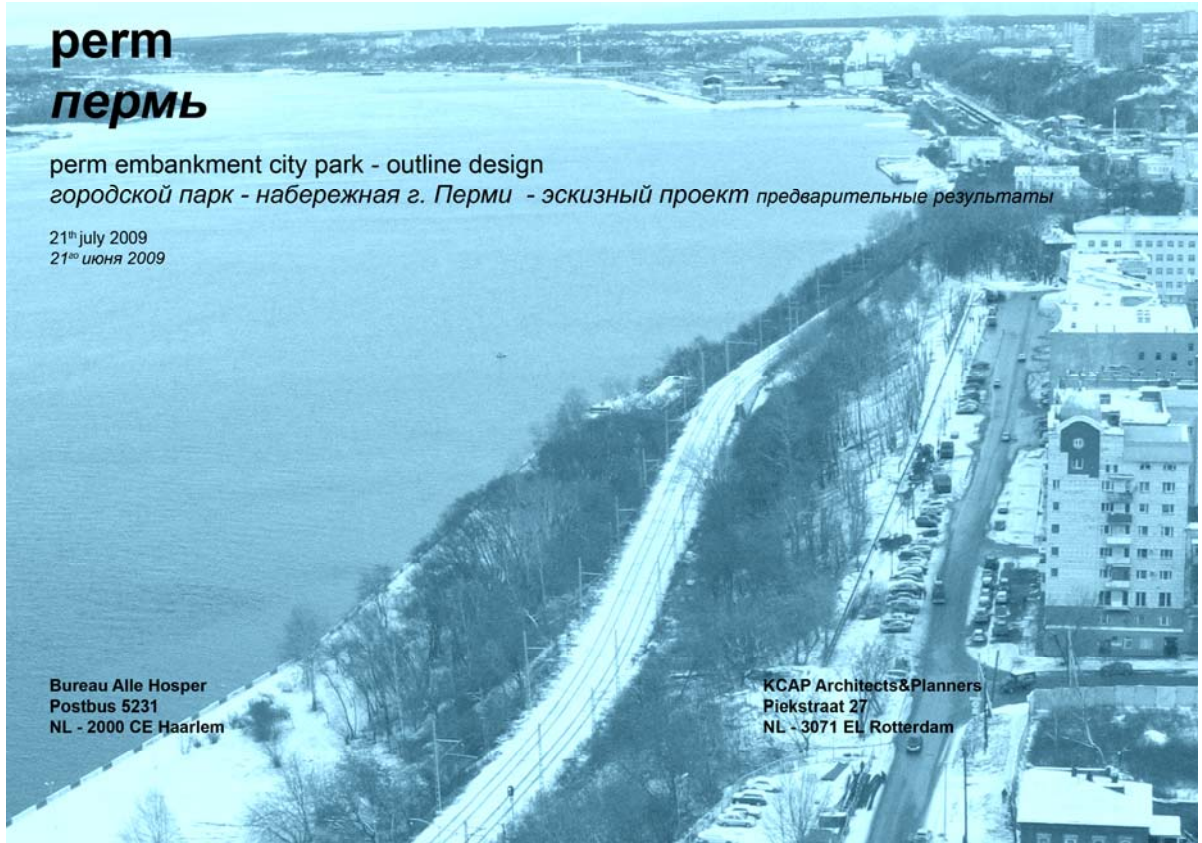 perm
пермь
perm embankment city park - outline design
городской парк - набережная г. Перми - эскизный проект предварительные результаты
21th july 2009
21го июня 2009
Bureau Alle Hosper
Postbus 5231
NL - 2000 CE Haarlem
KCAP Architects&Planners
Piekstraat 27
NL - 3071 EL Rotterdam